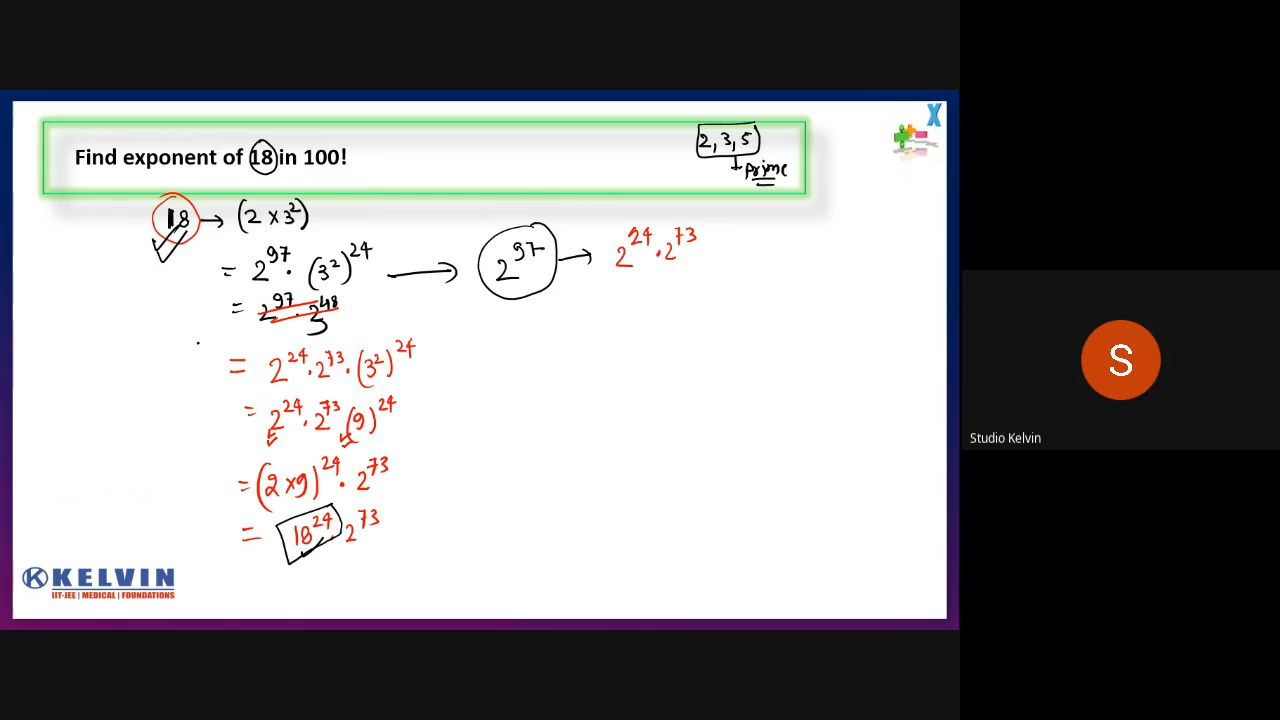 2, 3, 5
Find exponent of 18 in 100!
prime
18 → (2 × 3²)
= 2⁹⁷ · (3²)²⁴ → 2⁹⁷ → 2²⁴ · 2⁷³
= 2⁹⁷ · 3⁴⁸
= 2²⁴ · 2⁷³ · (3²)²⁴
= 2²⁴ · 2⁷³ (9)²⁴
= (2 × 9)²⁴ · 2⁷³
= 18²⁴ · 2⁷³
K KELVIN
IIT-JEE | MEDICAL | FOUNDATIONS
X
S
Studio Kelvin